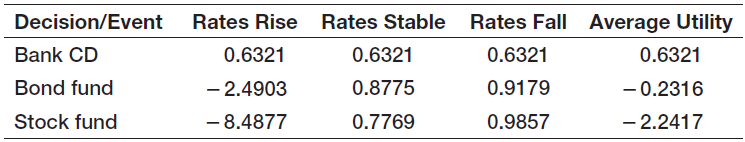 Decision/Event Rates Rise Rates Stable Rates Fall Average Utility
Bank CD 0.6321 0.6321 0.6321 0.6321
Bond fund – 2.4903 0.8775 0.9179 – 0.2316
Stock fund – 8.4877 0.7769 0.9857 – 2.2417